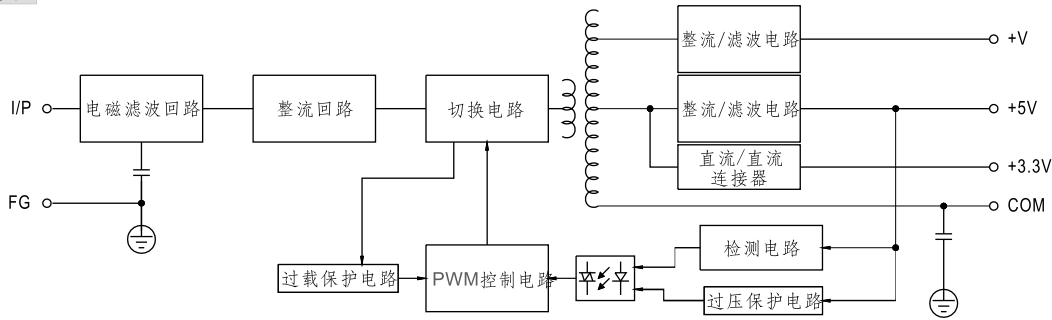 整流/滤波电路
+V
I/P
电磁滤波回路
整流回路
切换电路
整流/滤波电路
+5V
直流/直流
连接器
+3.3V
FG
COM
检测电路
过载保护电路
PWM控制电路
过压保护电路